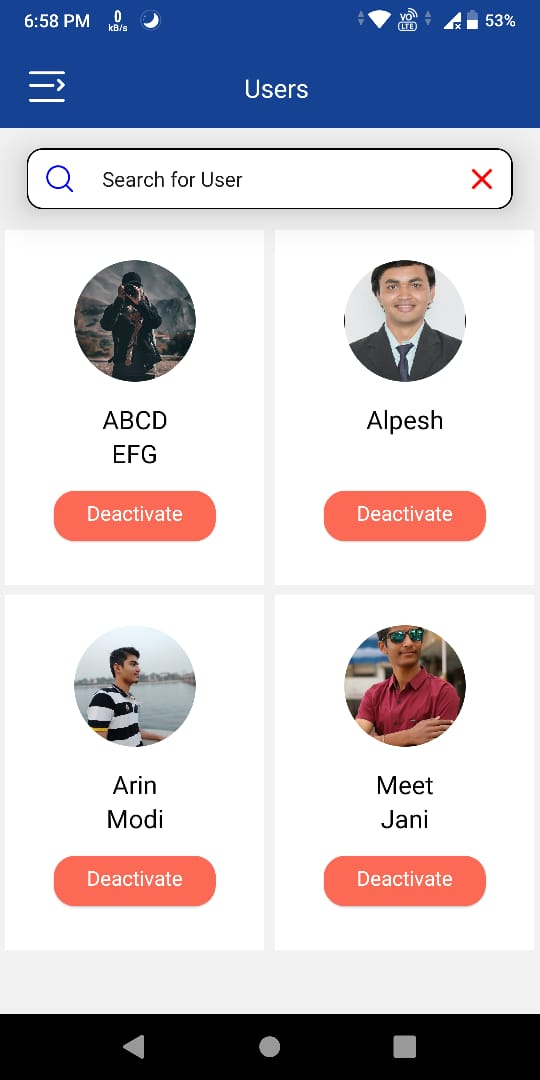 6:58 PM 0 kB/s VO LTE 53%
Users
Search for User
ABCD
EFG
Alpesh
Deactivate
Deactivate
Arin
Modi
Meet
Jani
Deactivate
Deactivate